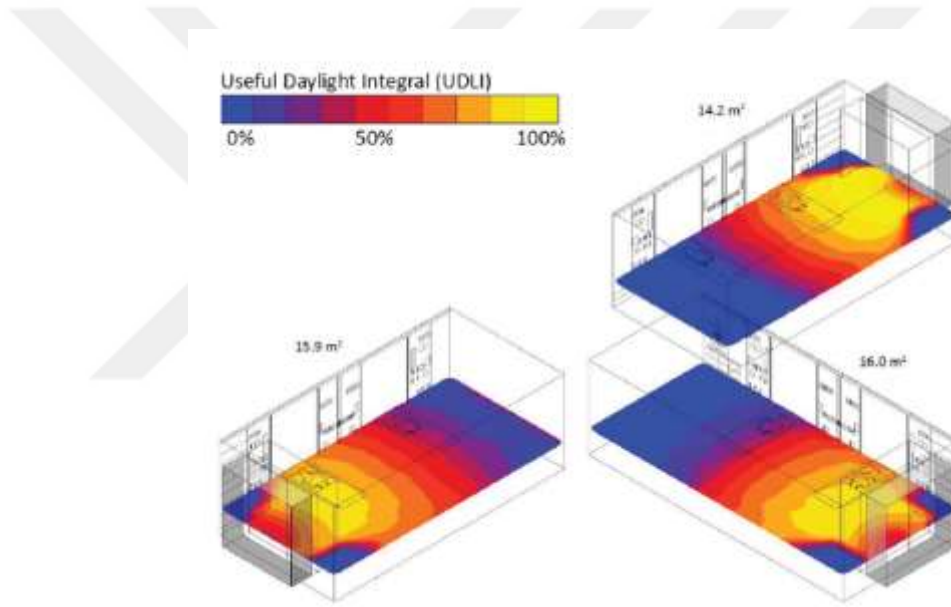 Useful Daylight Integral (UDLI)
0% 50% 100%
14.2 m²
15.9 m²
16.0 m²